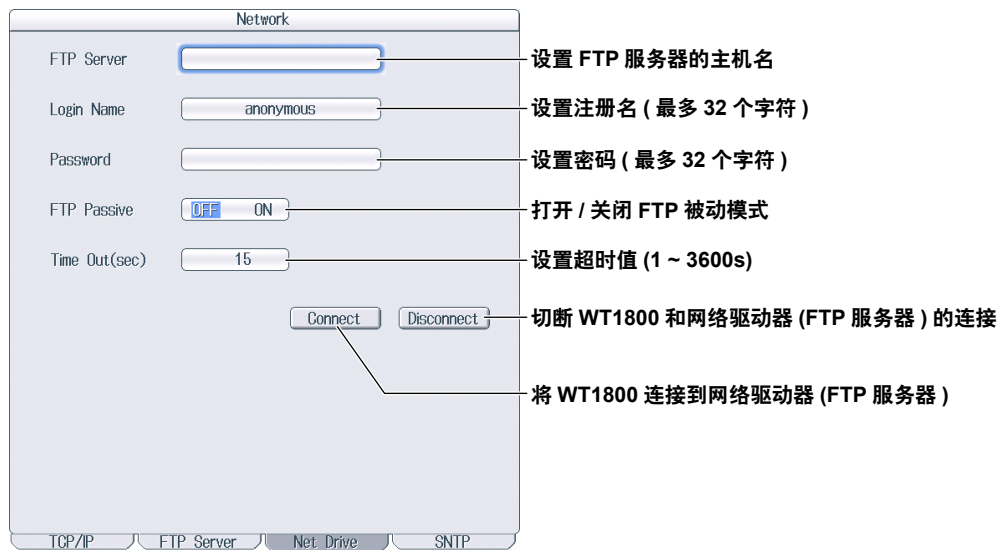 Network
FTP Server
设置 FTP 服务器的主机名
Login Name
anonymous
设置注册名 ( 最多 32 个字符 )
Password
设置密码 ( 最多 32 个字符 )
FTP Passive
OFF ON
打开 / 关闭 FTP 被动模式
Time Out(sec)
15
设置超时值 (1 ~ 3600s)
Connect
Disconnect
切断 WT1800 和网络驱动器 (FTP 服务器 ) 的连接
将 WT1800 连接到网络驱动器 (FTP 服务器 )
TCP/IP
FTP Server
Net Drive
SNTP